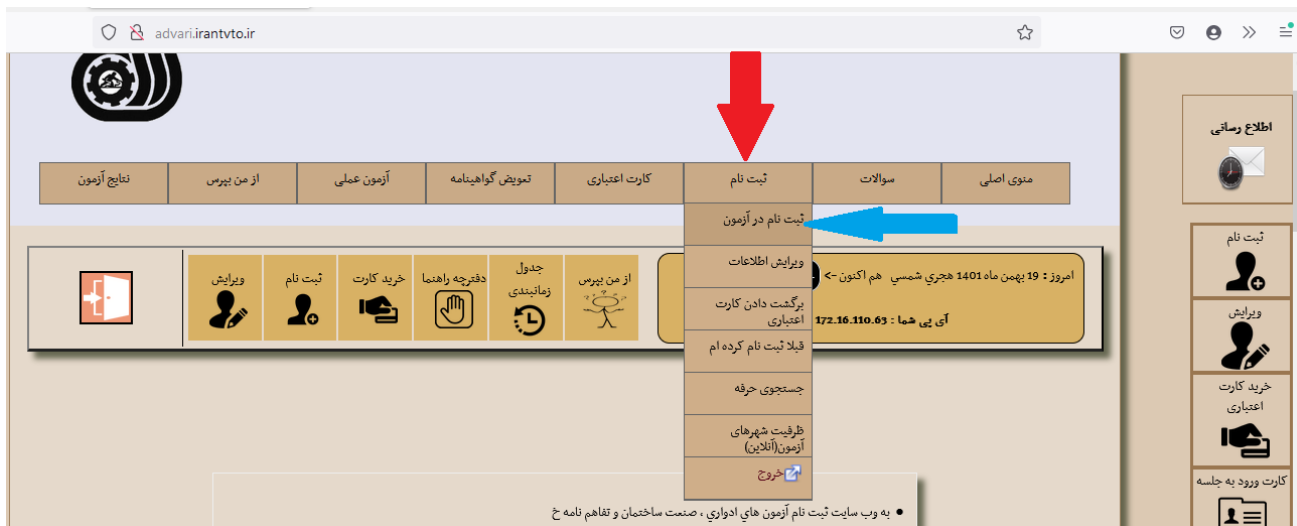 advari.irantvto.ir
اطلاع رسانی
منوی اصلی
سوالات
ثبت نام
کارت اعتباری
تعویض گواهینامه
آزمون عملی
از من بپرس
نتایج آزمون
ثبت نام در آزمون
ویرایش اطلاعات
برگشت دادن کارت
اعتباری
قبلا ثبت نام کرده ام
جستجوی حرفه
ظرفیت شهرهای
آزمون(آنلاین)
خروج
امروز : 19 بهمن ماه 1401 هجري شمسي هم اکنون ->
آی پی شما : 172.16.110.63
از من بپرس
جدول
زمانبندی
دفترچه راهنما
خرید کارت
ثبت نام
ویرایش
ثبت نام
ویرایش
خرید کارت
اعتباری
کارت ورود به جلسه
به وب سایت ثبت نام آزمون هاي ادواري ، صنعت ساختمان و تفاهم نامه خ